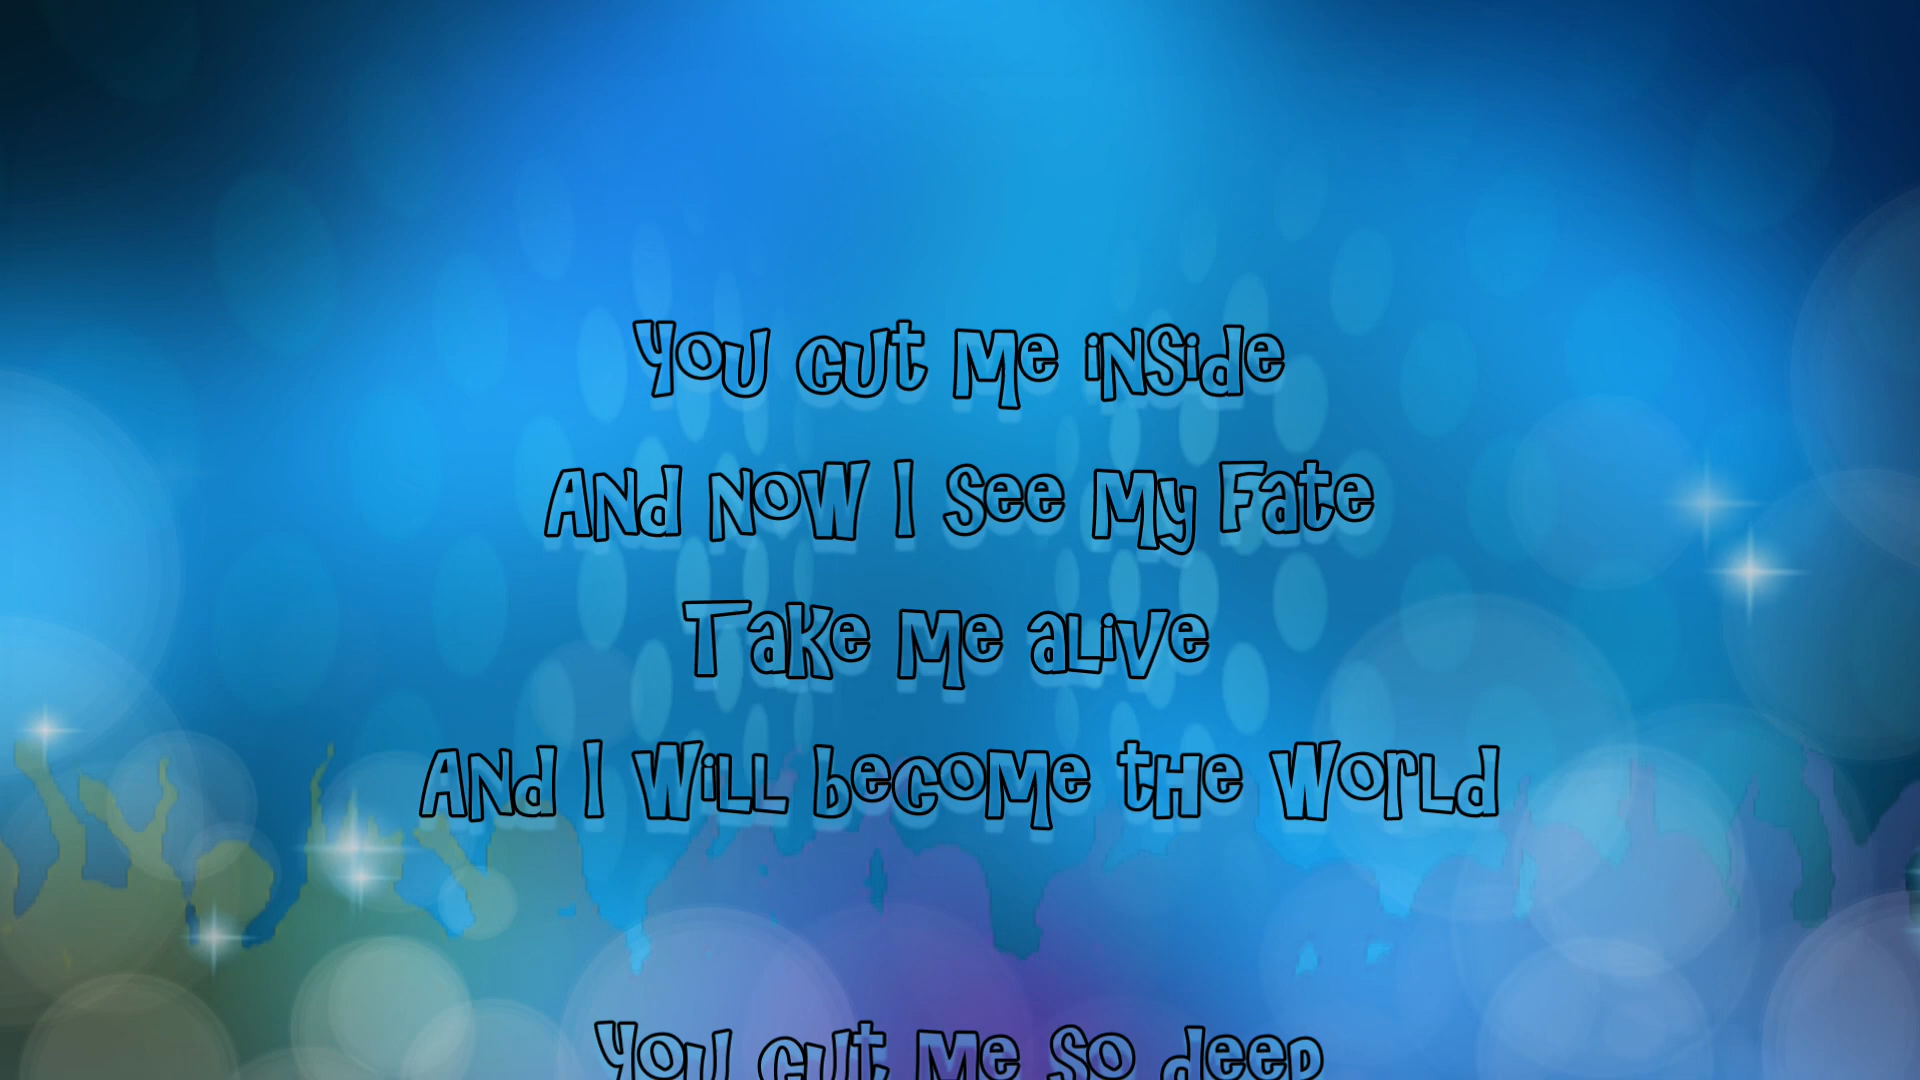 You cut me inside
And now I see my fate
Take me alive
And I will become the world
You cut me so deep